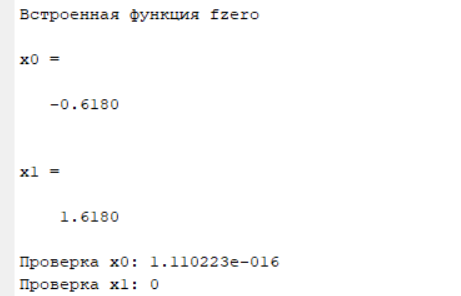 Встроенная функция fzero
x0 =
-0.6180
x1 =
1.6180
Проверка x0: 1.110223e-016
Проверка x1: 0